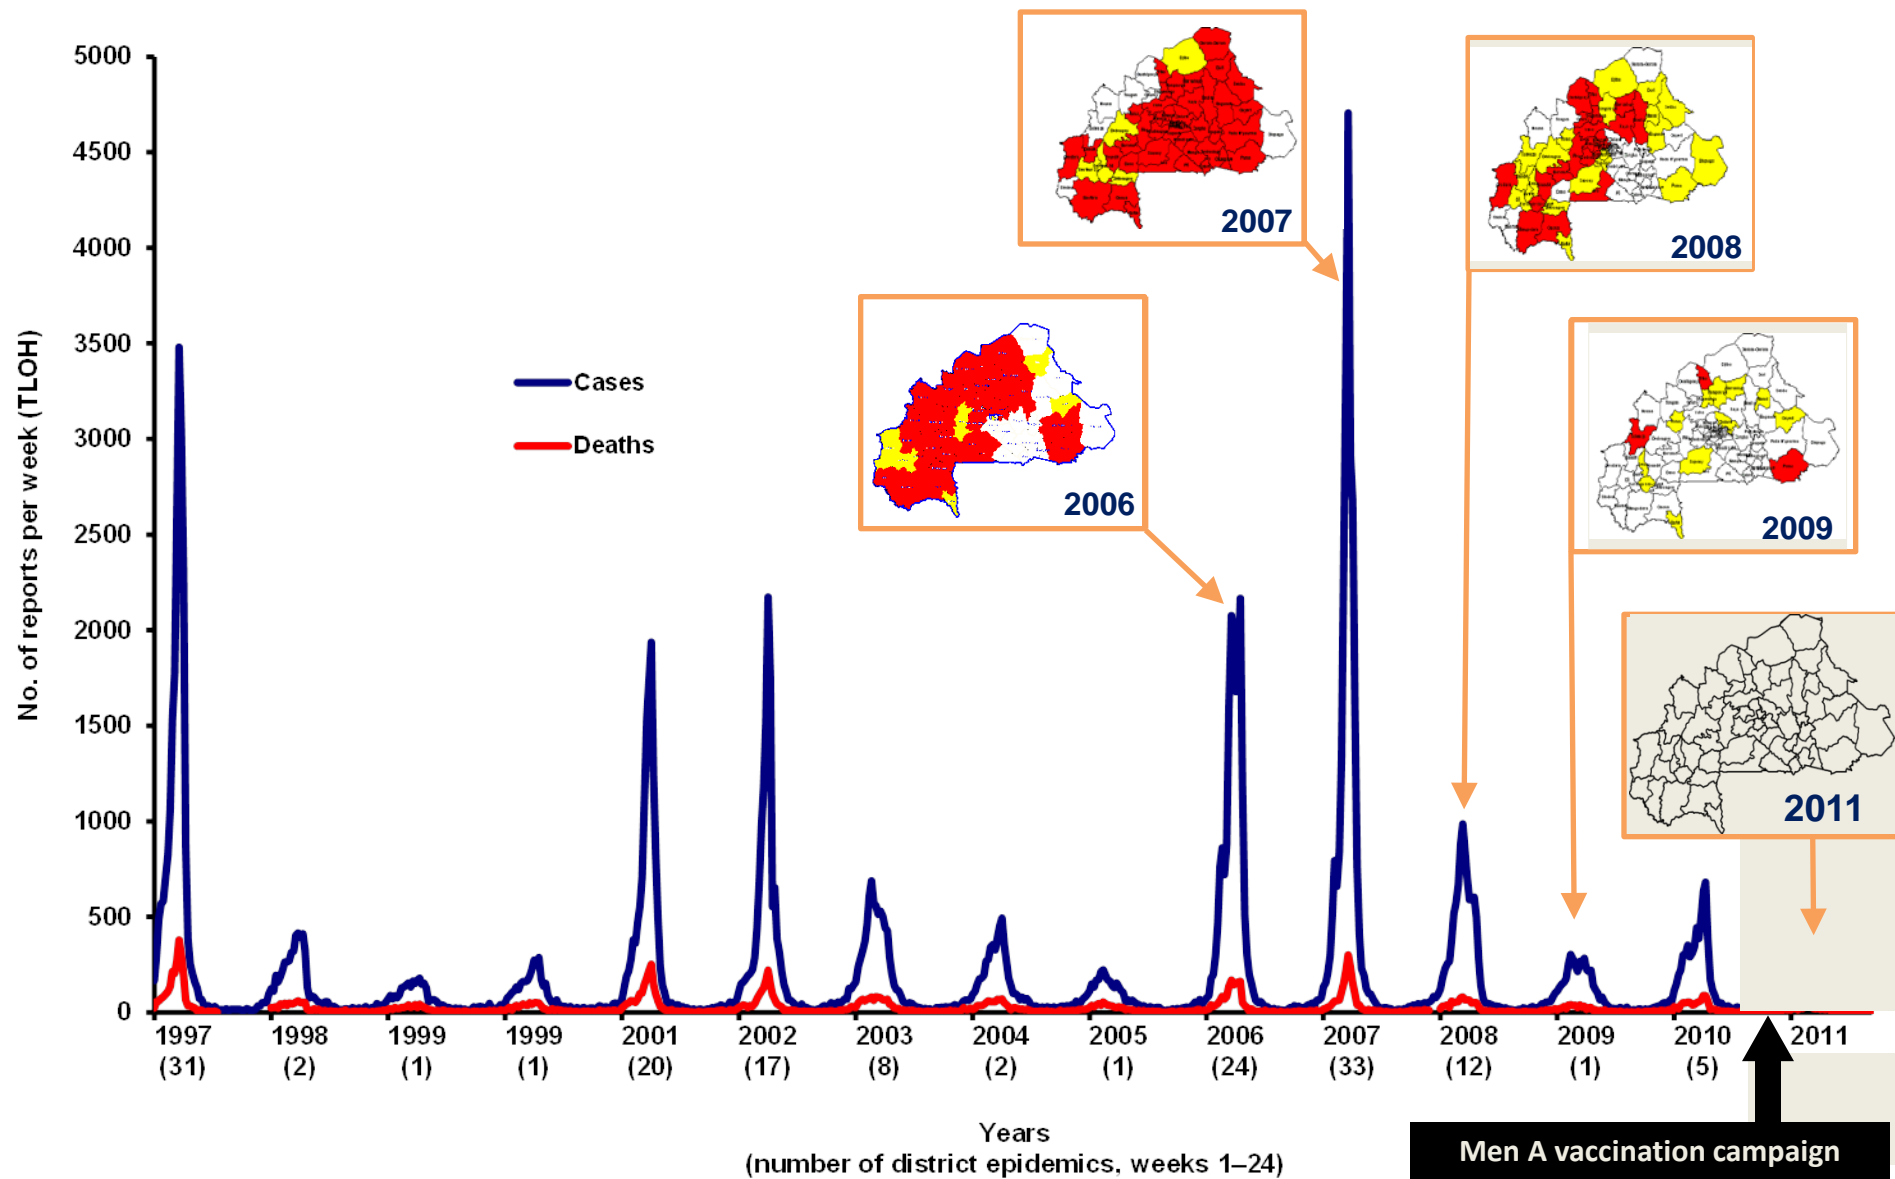 2007
2008
2006
2009
2011
No. of reports per week (TLOH)
5000
4500
4000
3500
3000
2500
2000
1500
1000
500
0
Cases
Deaths
1997 1998 1999 1999 2001 2002 2003 2004 2005 2006 2007 2008 2009 2010 2011
(31) (2) (1) (1) (20) (17) (8) (2) (1) (24) (33) (12) (1) (5)
Years
(number of district epidemics, weeks 1–24)
Men A vaccination campaign